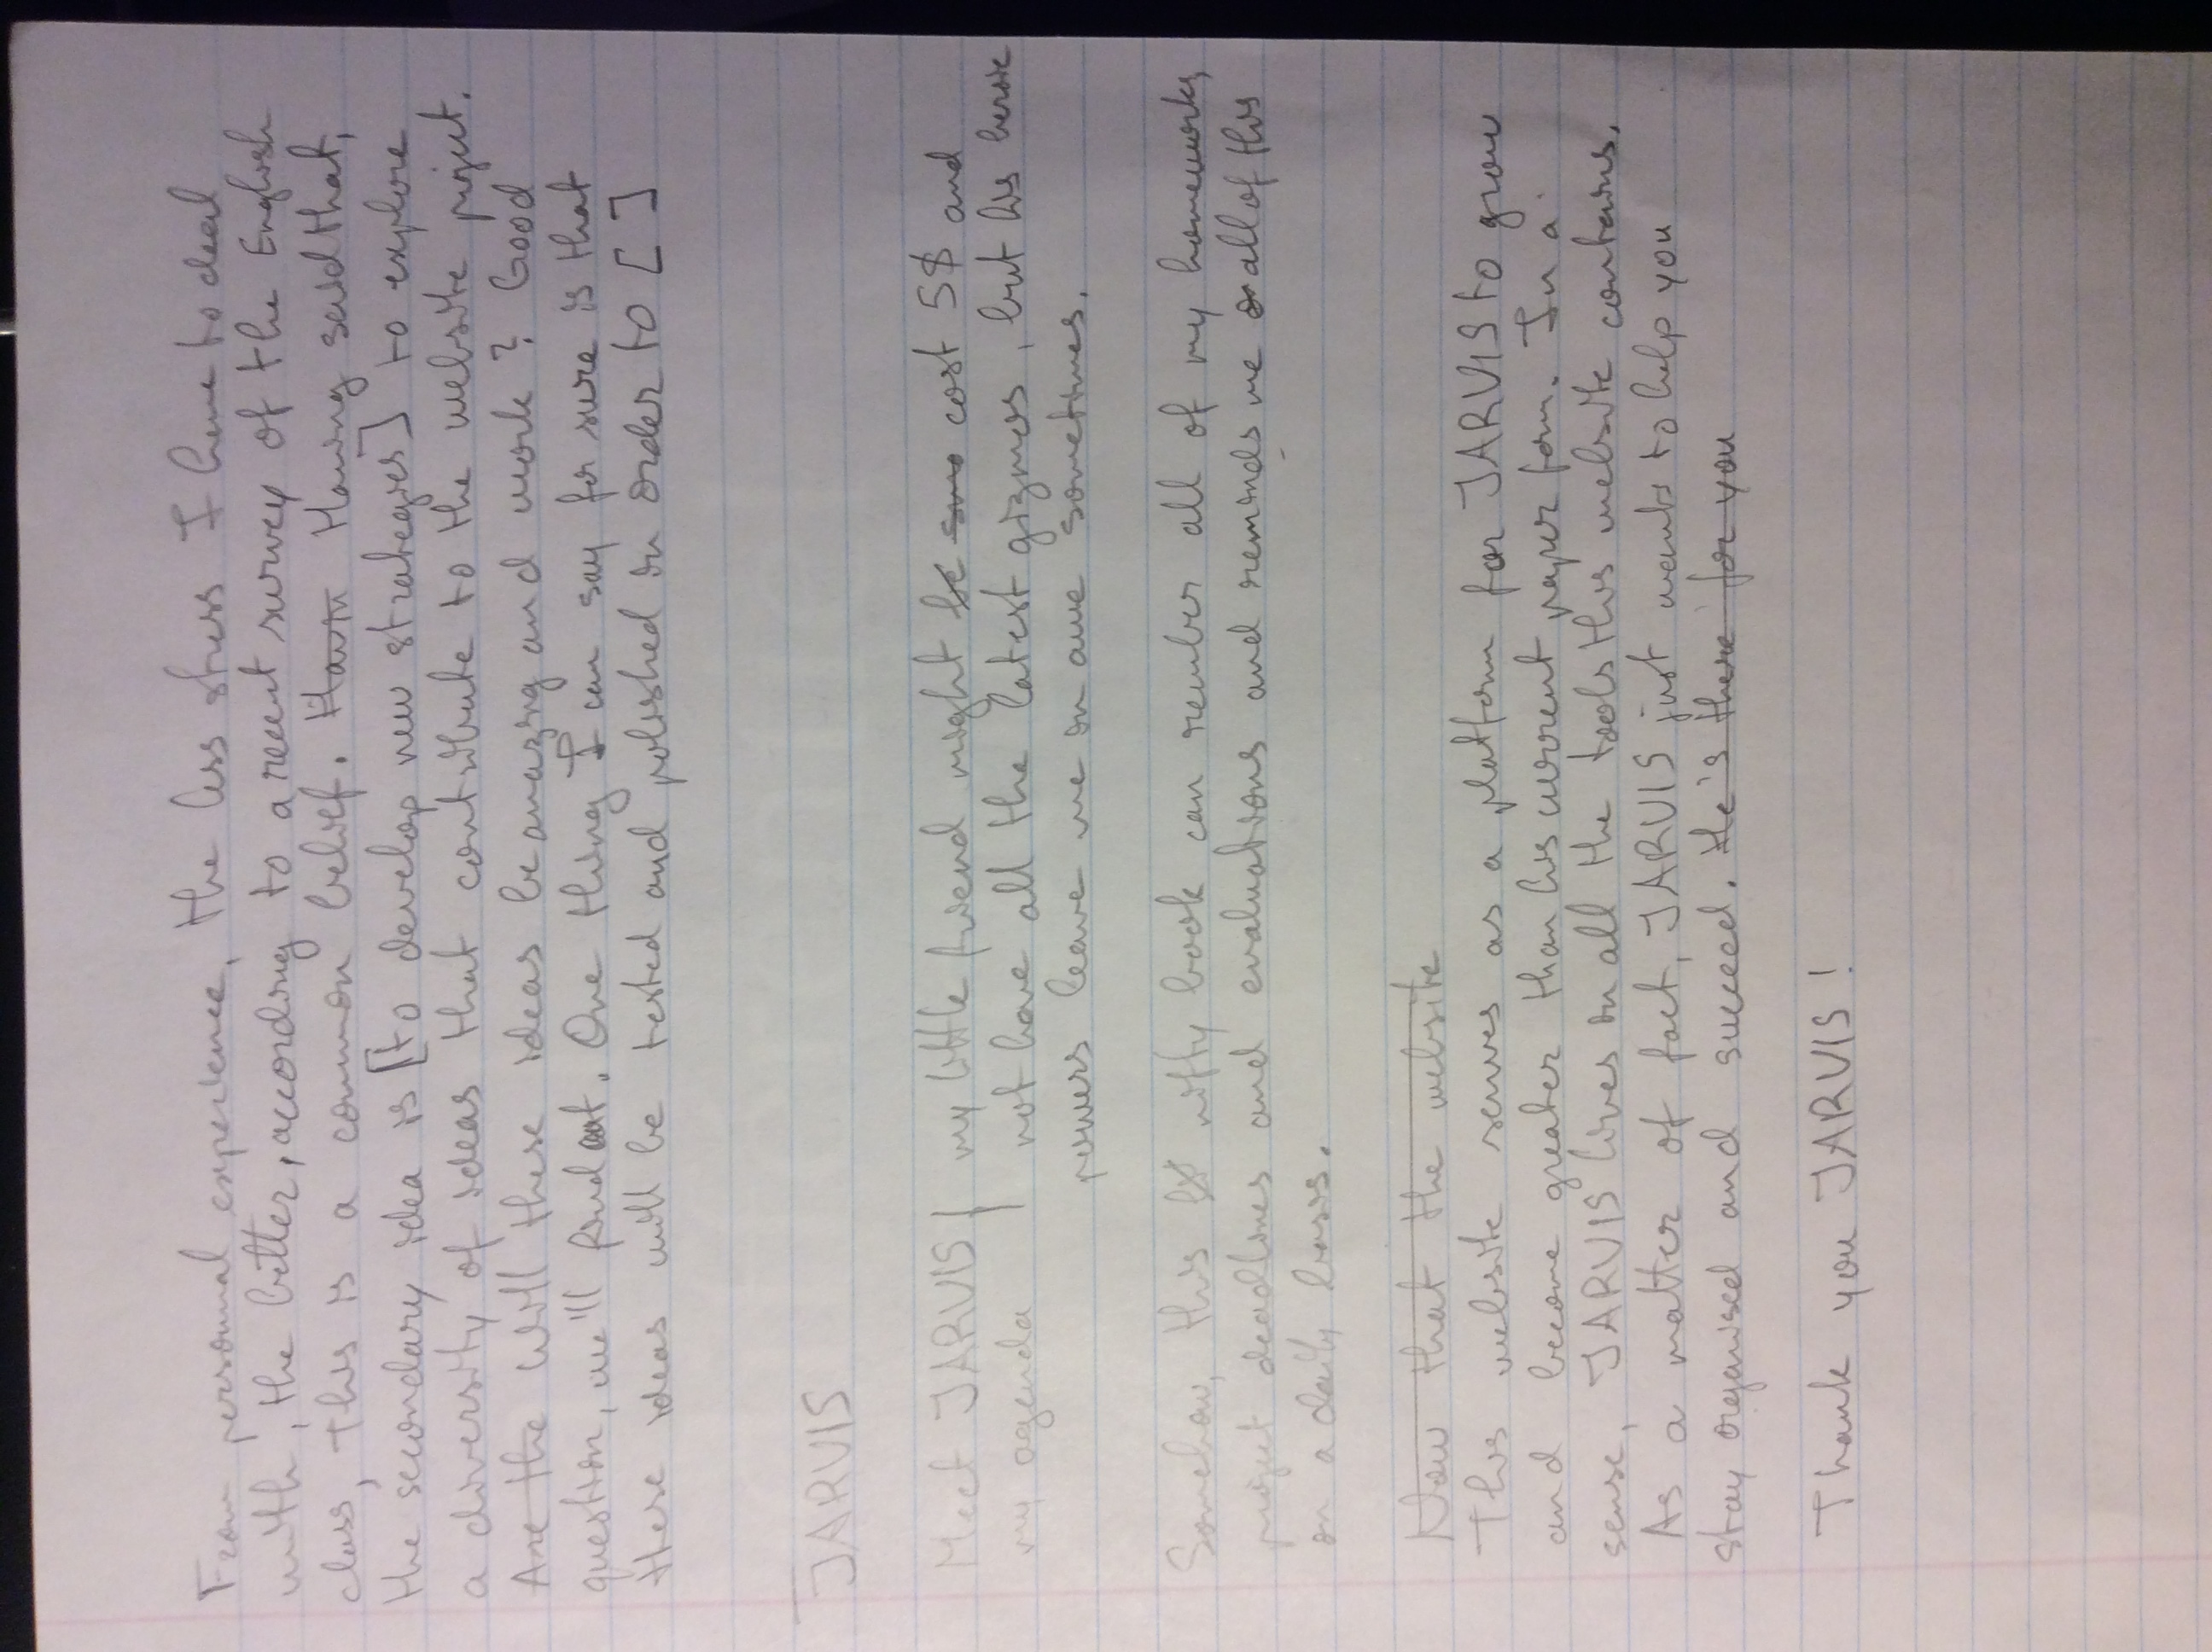 From personnal experience, the less stress I have to deal
with, the better, according to a recent survey of the English
class, this is a common belief. Havin Having said that,
the secondary idea is [to develop new strategies] to explore
a diversity of ideas that contribute to the website project.
Are the Will these ideas be amazing and work? Good
question, we'll find out. One thing I can say for sure is that
these ideas will be tested and polished in order to [ ]
JARVIS
Meet JARVIS / my little friend might be cost 5$ and
my agenda not have all the latest gizmos, but his heroic
powers leave me in awe sometimes.
Somehow, this nifty book can rember all of my homeworks,
project deadlines and evaluations and reminds me all of this
on a daily basis.
Now that the website
This website serves as a platform for JARVIS to grow
and become greater than his current paper form. In a
sense, JARVIS lives in all the tools this website contains.
As a matter of fact, JARVIS just wants to help you
stay organised and succeed. He's there for you
Thank you JARVIS!